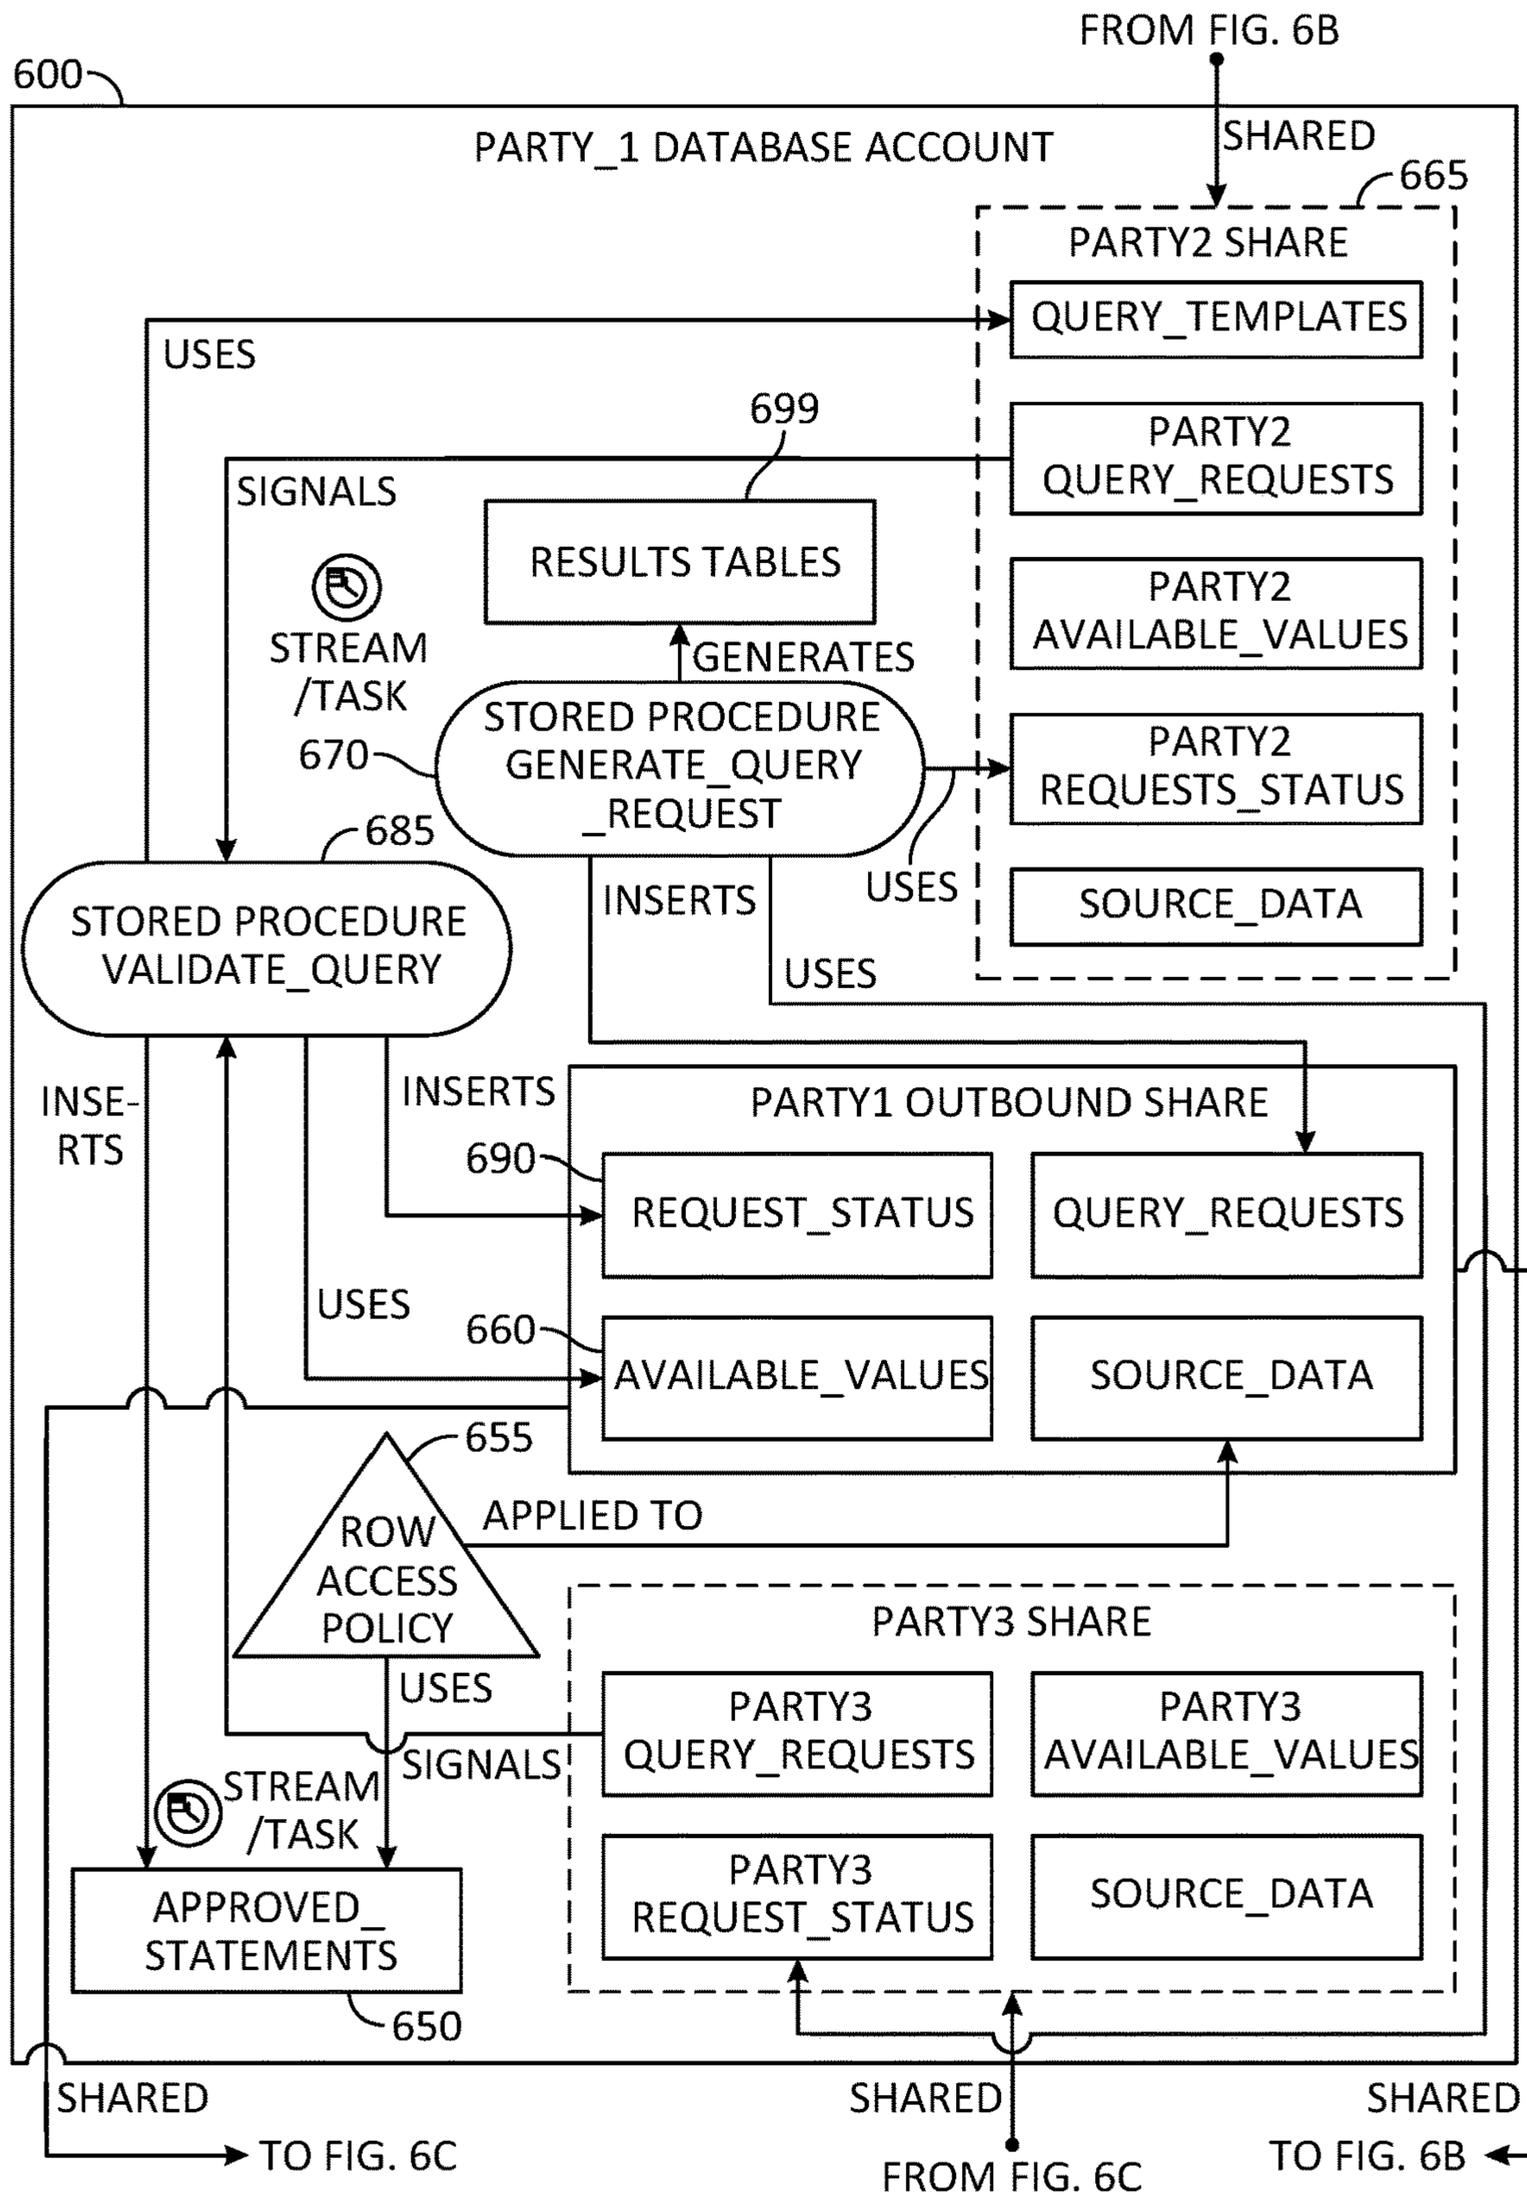 FROM FIG. 6B
600
PARTY_1 DATABASE ACCOUNT
SHARED
665
PARTY2 SHARE
QUERY_TEMPLATES
USES
699
PARTY2
QUERY_REQUESTS
SIGNALS
RESULTS TABLES
PARTY2
AVAILABLE_VALUES
STREAM
/TASK
GENERATES
670
STORED PROCEDURE
GENERATE_QUERY
_REQUEST
PARTY2
REQUESTS_STATUS
685
USES
INSERTS
SOURCE_DATA
STORED PROCEDURE
VALIDATE_QUERY
USES
INSE-
RTS
INSERTS
PARTY1 OUTBOUND SHARE
690
REQUEST_STATUS
QUERY_REQUESTS
USES
660
AVAILABLE_VALUES
SOURCE_DATA
655
ROW
ACCESS
POLICY
APPLIED TO
PARTY3 SHARE
USES
PARTY3
QUERY_REQUESTS
PARTY3
AVAILABLE_VALUES
SIGNALS
STREAM
/TASK
PARTY3
REQUEST_STATUS
SOURCE_DATA
APPROVED_
STATEMENTS
650
SHARED
SHARED
SHARED
TO FIG. 6C
FROM FIG. 6C
TO FIG. 6B